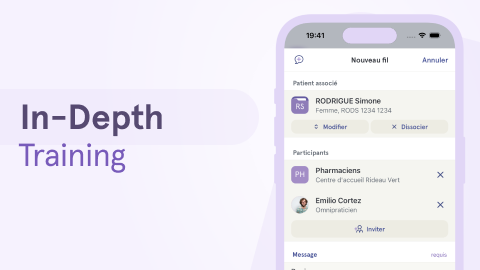 In-Depth
Training
19:41
Nouveau fil
Annuler
Patient associé
RS
RODRIGUE Simone
Femme, RODS 1234 1234
Modifier
Dissocier
Participants
PH
Pharmaciens
Centre d'accueil Rideau Vert
Emilio Cortez
Omnipraticien
Inviter
Message
requis